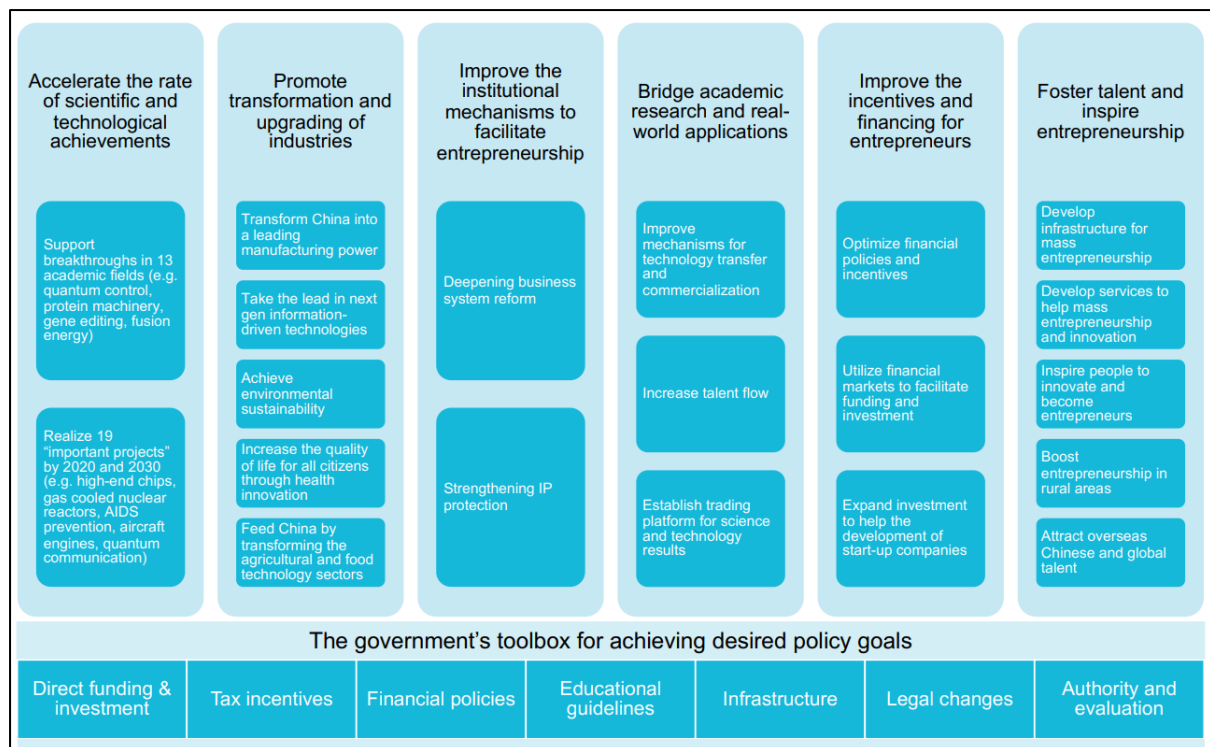 Accelerate the rate
of scientific and
technological
achievements
Support
breakthroughs in 13
academic fields (e.g.
quantum control,
protein machinery,
gene editing, fusion
energy)
Realize 19
“important projects”
by 2020 and 2030
(e.g. high-end chips,
gas cooled nuclear
reactors, AIDS
prevention, aircraft
engines, quantum
communication)
Promote
transformation and
upgrading of
industries
Transform China into
a leading
manufacturing power
Take the lead in next
gen information-
driven technologies
Achieve
environmental
sustainability
Increase the quality
of life for all citizens
through health
innovation
Feed China by
transforming the
agricultural and food
technology sectors
Improve the
institutional
mechanisms to
facilitate
entrepreneurship
Deepening business
system reform
Strengthening IP
protection
Bridge academic
research and real-
world applications
Improve
mechanisms for
technology transfer
and
commercialization
Increase talent flow
Establish trading
platform for science
and technology
results
Improve the
incentives and
financing for
entrepreneurs
Optimize financial
policies and
incentives
Utilize financial
markets to facilitate
funding and
investment
Expand investment
to help the
development of
start-up companies
Foster talent and
inspire
entrepreneurship
Develop
infrastructure for
mass
entrepreneurship
Develop services to
help mass
entrepreneurship
and innovation
Inspire people to
innovate and
become
entrepreneurs
Boost
entrepreneurship in
rural areas
Attract overseas
Chinese and global
talent
The government’s toolbox for achieving desired policy goals
Direct funding &
investment
Tax incentives
Financial policies
Educational
guidelines
Infrastructure
Legal changes
Authority and
evaluation